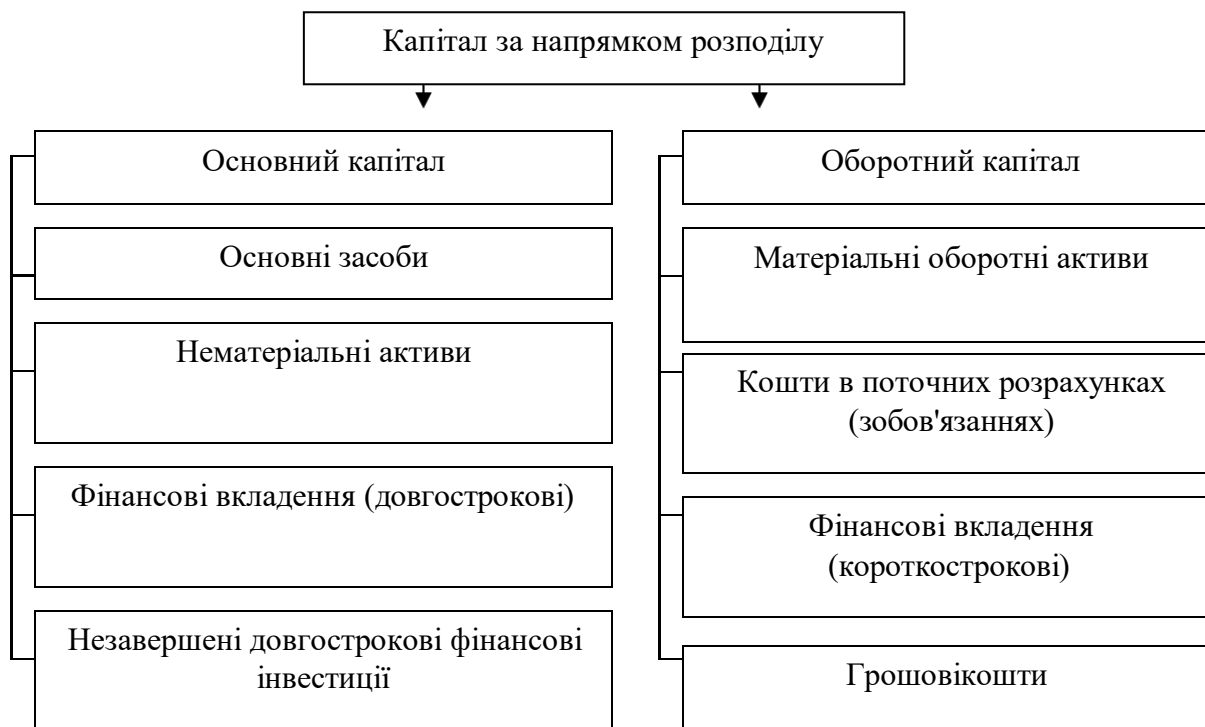 Капітал за напрямком розподілу
Основний капітал
Основні засоби
Нематеріальні активи
Фінансові вкладення (довгострокові)
Незавершені довгострокові фінансові
інвестиції
Оборотний капітал
Матеріальні оборотні активи
Кошти в поточних розрахунках
(зобов'язаннях)
Фінансові вкладення
(короткострокові)
Грошовікошти